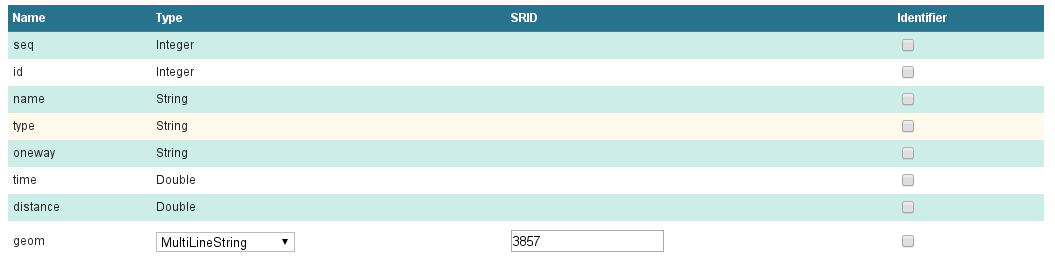 Name Type SRID Identifier
seq Integer
id Integer
name String
type String
oneway String
time Double
distance Double
geom MultiLineString 3857